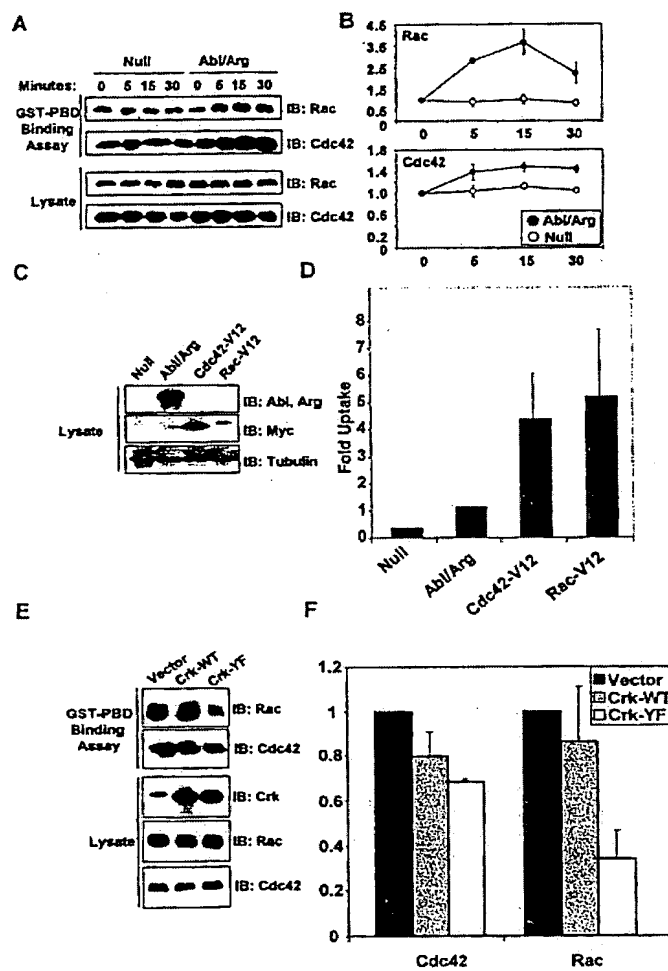 A
Null Abl/Arg
Minutes: 0 5 15 30 0 5 15 30
GST-PBD
Binding
Assay
IB: Rac
IB: Cdc42
Lysate
IB: Rac
IB: Cdc42
B
Rac
4.5
3.5
2.5
1.5
0.5
0 5 15 30
Cdc42
1.8
1.4
1.0
0.6
0.2
0
Abl/Arg
Null
0 5 15 30
C
Null Abl/Arg Cdc42-V12 Rac-V12
Lysate
IB: Abl, Arg
IB: Myc
IB: Tubulin
D
Fold Uptake
8
7
6
5
4
3
2
1
0
Null Abl/Arg Cdc42-V12 Rac-V12
E
Vector Crk-WT Crk-YF
GST-PBD
Binding
Assay
IB: Rac
IB: Cdc42
Lysate
IB: Crk
IB: Rac
IB: Cdc42
F
1.2
1
0.8
0.6
0.4
0.2
0
Vector
Crk-WT
Crk-YF
Cdc42 Rac